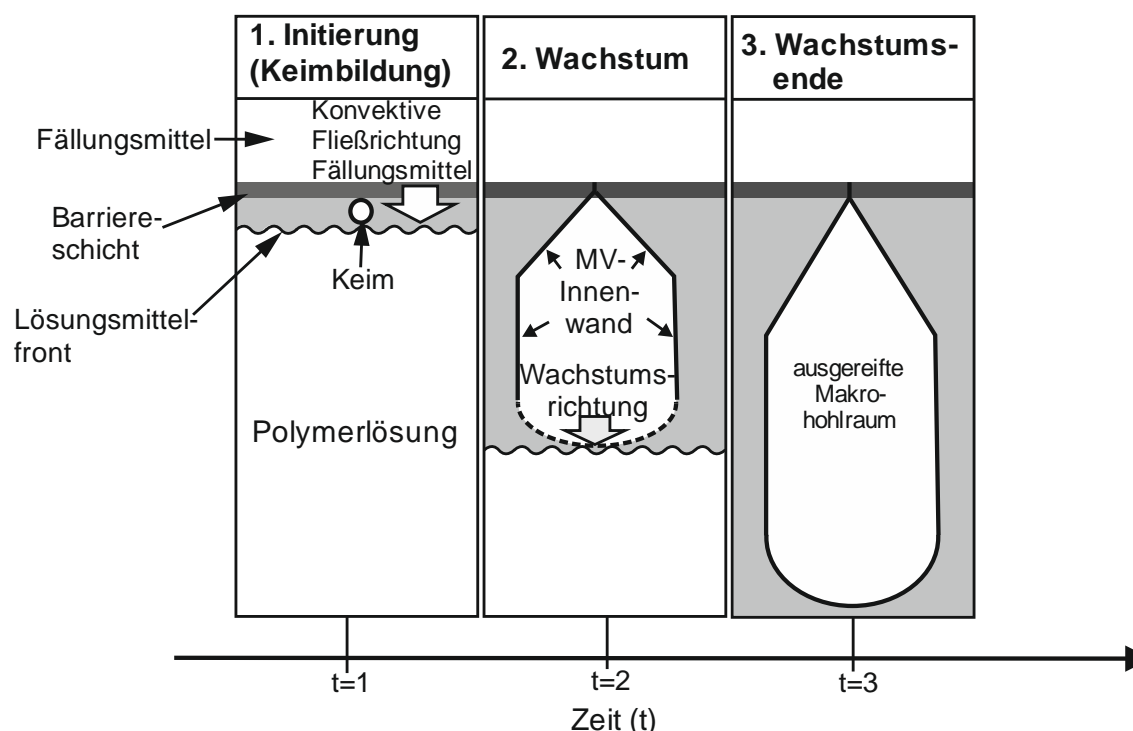 1. Initierung
(Keimbildung)
2. Wachstum
3. Wachstums-
ende
Fällungsmittel
Konvektive
Fließrichtung
Fällungsmittel
Barriere-
schicht
Keim
Lösungsmittel-
front
Polymerlösung
MV-
Innen-
wand
Wachstums-
richtung
ausgereifte
Makro-
hohlraum
t=1
t=2
t=3
Zeit (t)